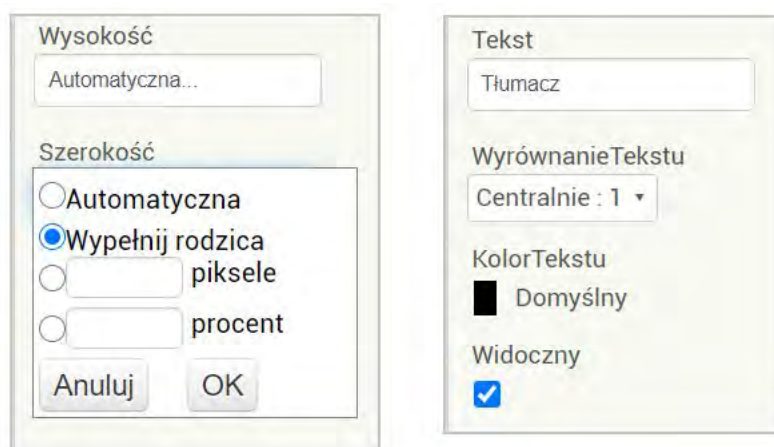 Wysokość
Automatyczna...
Szerokość
Automatyczna
Wypełnij rodzica
piksele
procent
Anuluj
OK
Tekst
Tłumacz
WyrównanieTekstu
Centralnie : 1
KolorTekstu
Domyślny
Widoczny